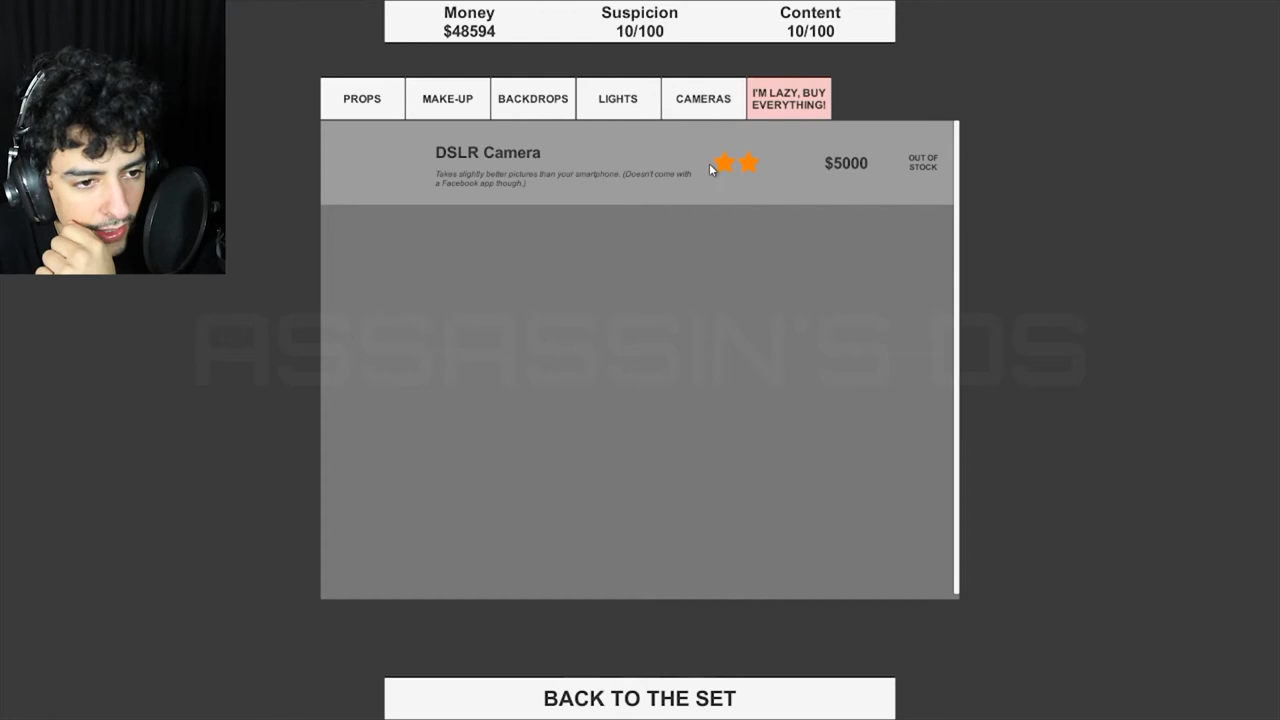 Money
$48594
Suspicion
10/100
Content
10/100
PROPS
MAKE-UP
BACKDROPS
LIGHTS
CAMERAS
I'M LAZY, BUY
EVERYTHING!
DSLR Camera
Takes slightly better pictures than your smartphone. (Doesn't come with
a Facebook app though.)
$5000
OUT OF
STOCK
ASSASSIN'S OS
BACK TO THE SET